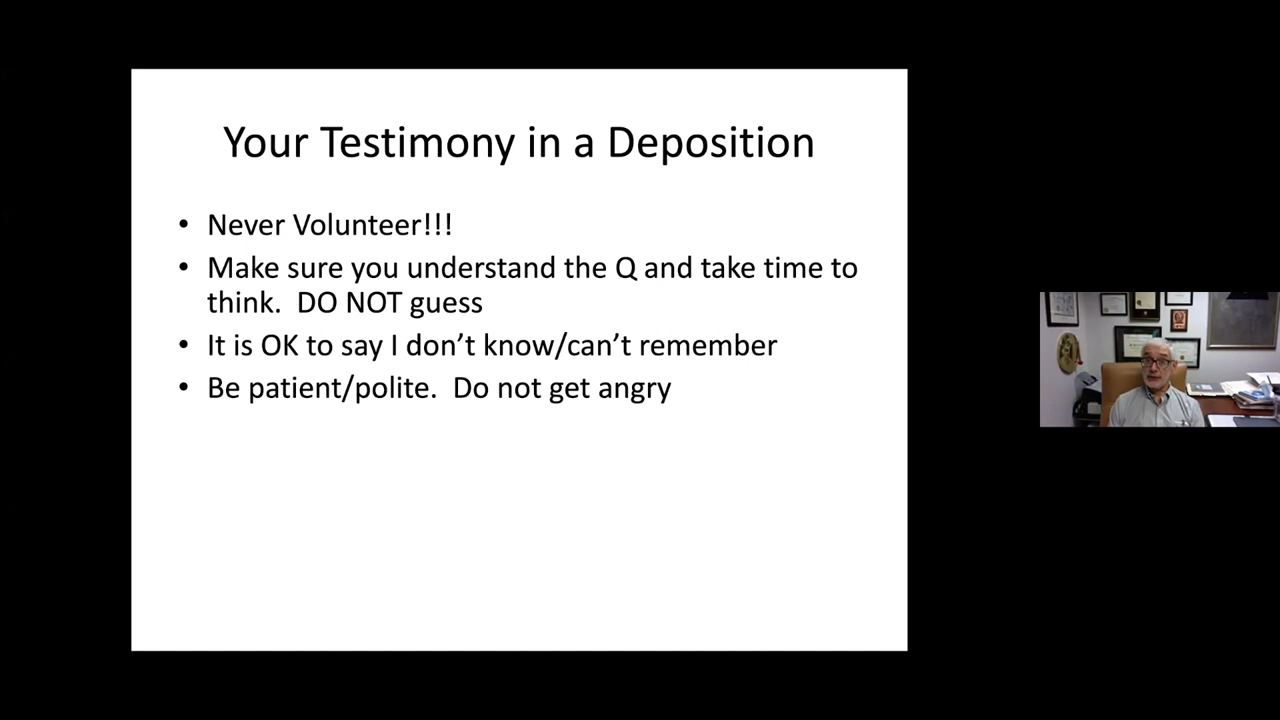 Your Testimony in a Deposition
• Never Volunteer!!!
• Make sure you understand the Q and take time to
think.  DO NOT guess
• It is OK to say I don’t know/can’t remember
• Be patient/polite.  Do not get angry